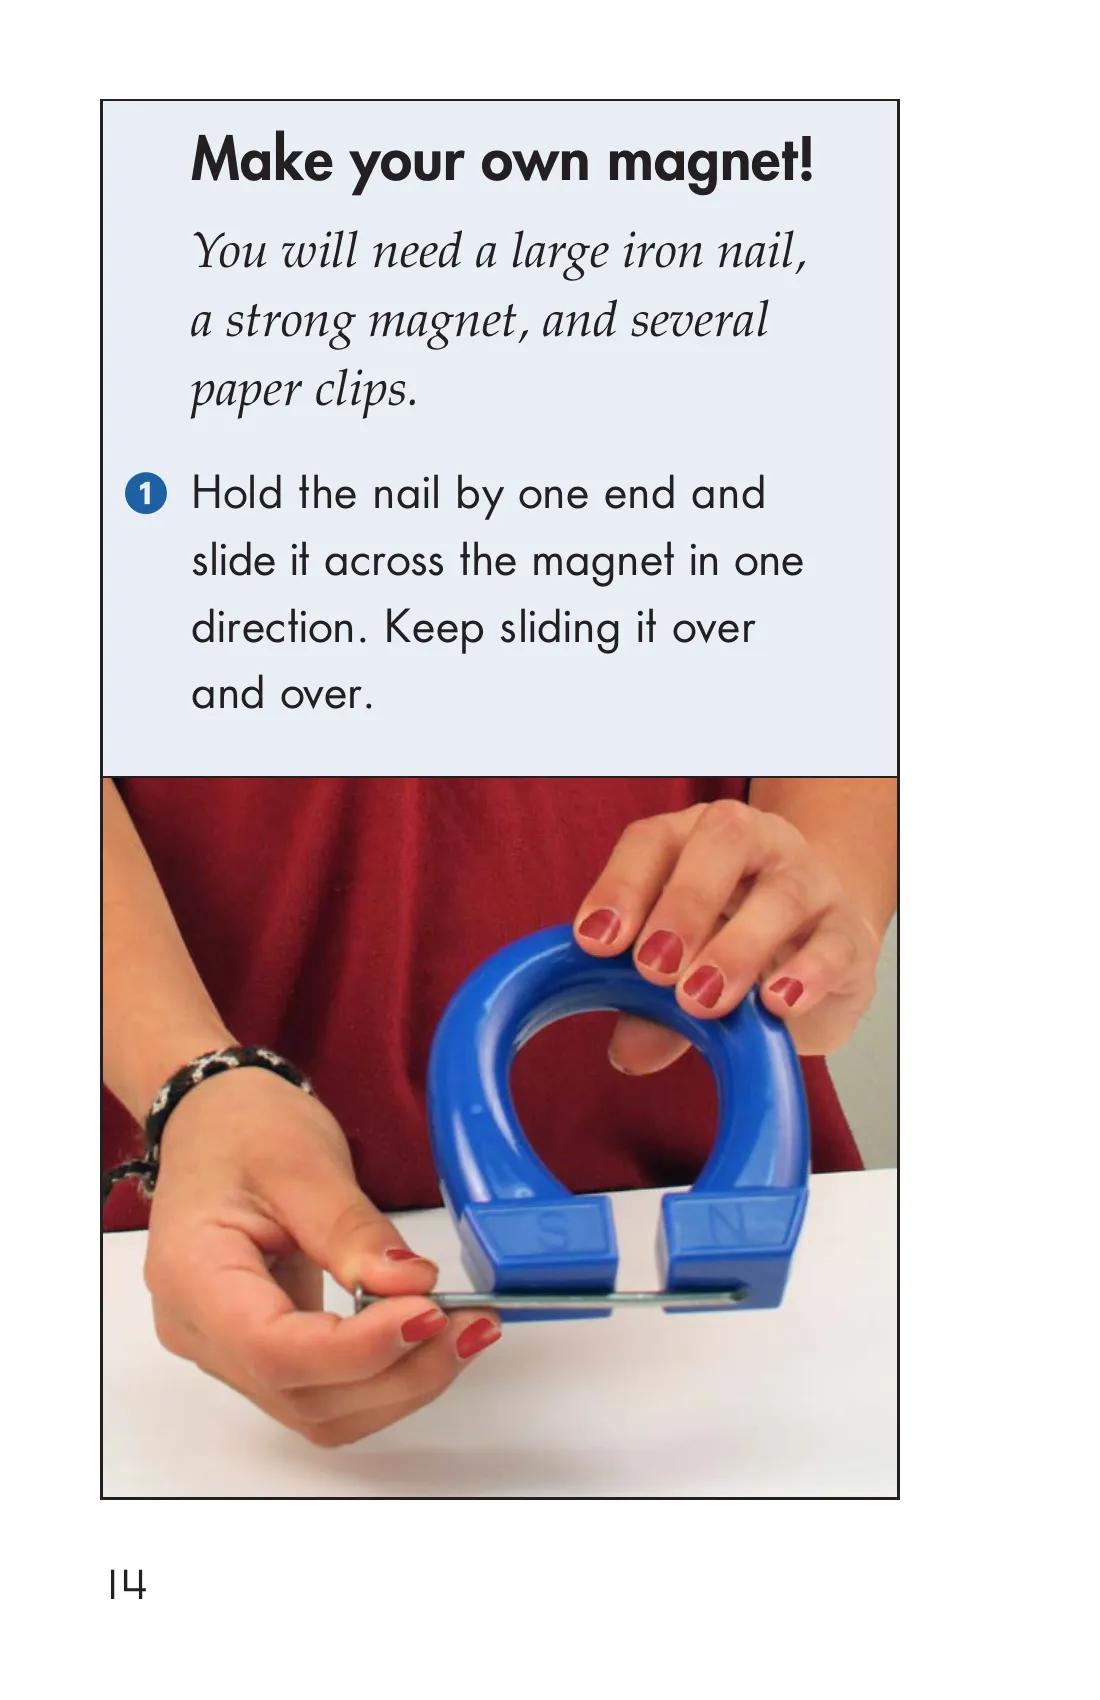 Make your own magnet!
You will need a large iron nail,
a strong magnet, and several
paper clips.
1 Hold the nail by one end and
slide it across the magnet in one
direction. Keep sliding it over
and over.
S N
14